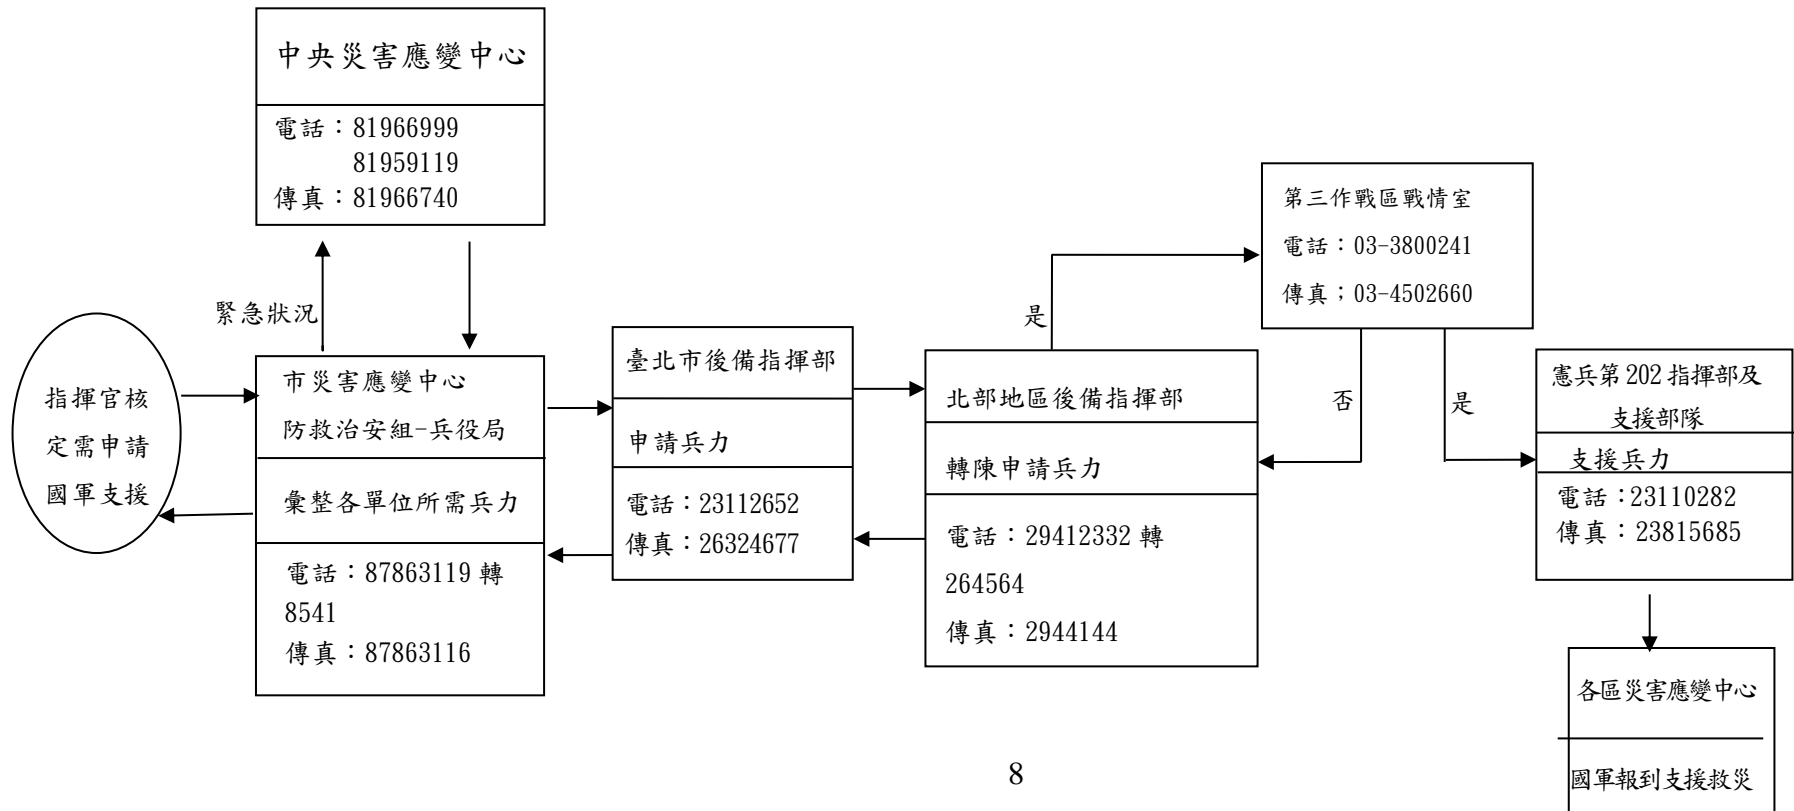 中央災害應變中心
電話：81966999
81959119
傳真：81966740
緊急狀況
指揮官核
定需申請
國軍支援
市災害應變中心
防救治安組-兵役局
彙整各單位所需兵力
電話：87863119 轉
8541
傳真：87863116
臺北市後備指揮部
申請兵力
電話：23112652
傳真：26324677
北部地區後備指揮部
轉陳申請兵力
電話：29412332 轉
264564
傳真：2944144
是
第三作戰區戰情室
電話：03-3800241
傳真；03-4502660
否
是
憲兵第 202 指揮部及
支援部隊
支援兵力
電話:23110282
傳真：23815685
各區災害應變中心
國軍報到支援救災
8